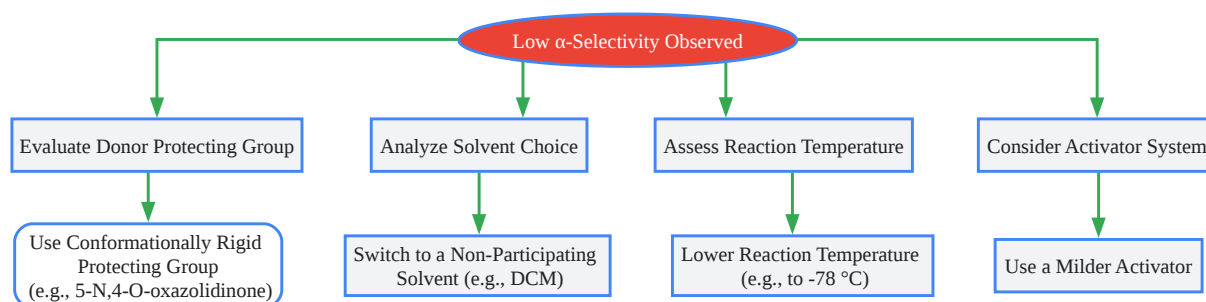 Low α-Selectivity Observed
Evaluate Donor Protecting Group
Analyze Solvent Choice
Assess Reaction Temperature
Consider Activator System
Use Conformationally Rigid
Protecting Group
(e.g., 5-N,4-O-oxazolidinone)
Switch to a Non-Participating
Solvent (e.g., DCM)
Lower Reaction Temperature
(e.g., to -78 °C)
Use a Milder Activator